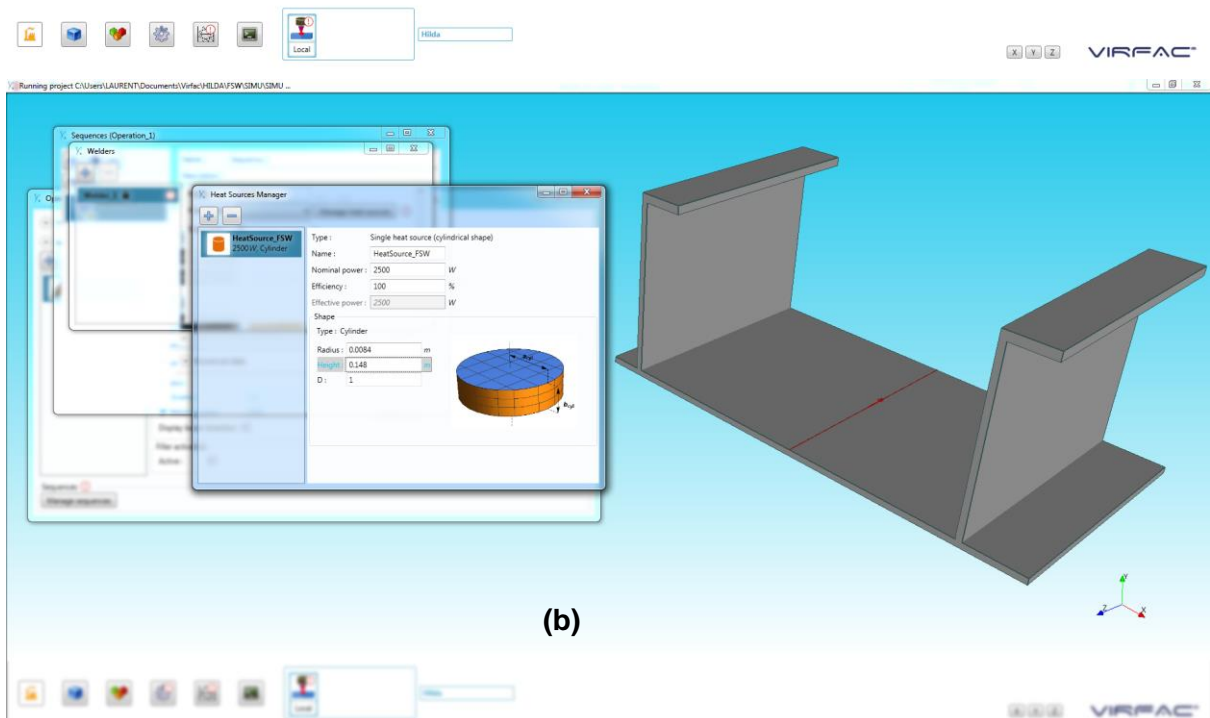 Local
Hilda
X Y Z
VIRFAC
Running project C:\Users\LAURENT\Documents\Virfac\HILDA\FSW\SIMU\SIMU ...
Sequences (Operation_1)
Welders
Heat Sources Manager
HeatSource_FSW
2500W, Cylinder
Type : Single heat source (cylindrical shape)
Name : HeatSource_FSW
Nominal power : 2500 W
Efficiency : 100 %
Effective power : 2500 W
Shape
Type : Cylinder
Radius : 0.0084 m
Height : 0.148 m
D : 1
Active :
Sequences
Manage sequences
Y
Z X
(b)
Local
Hilda
VIRFAC